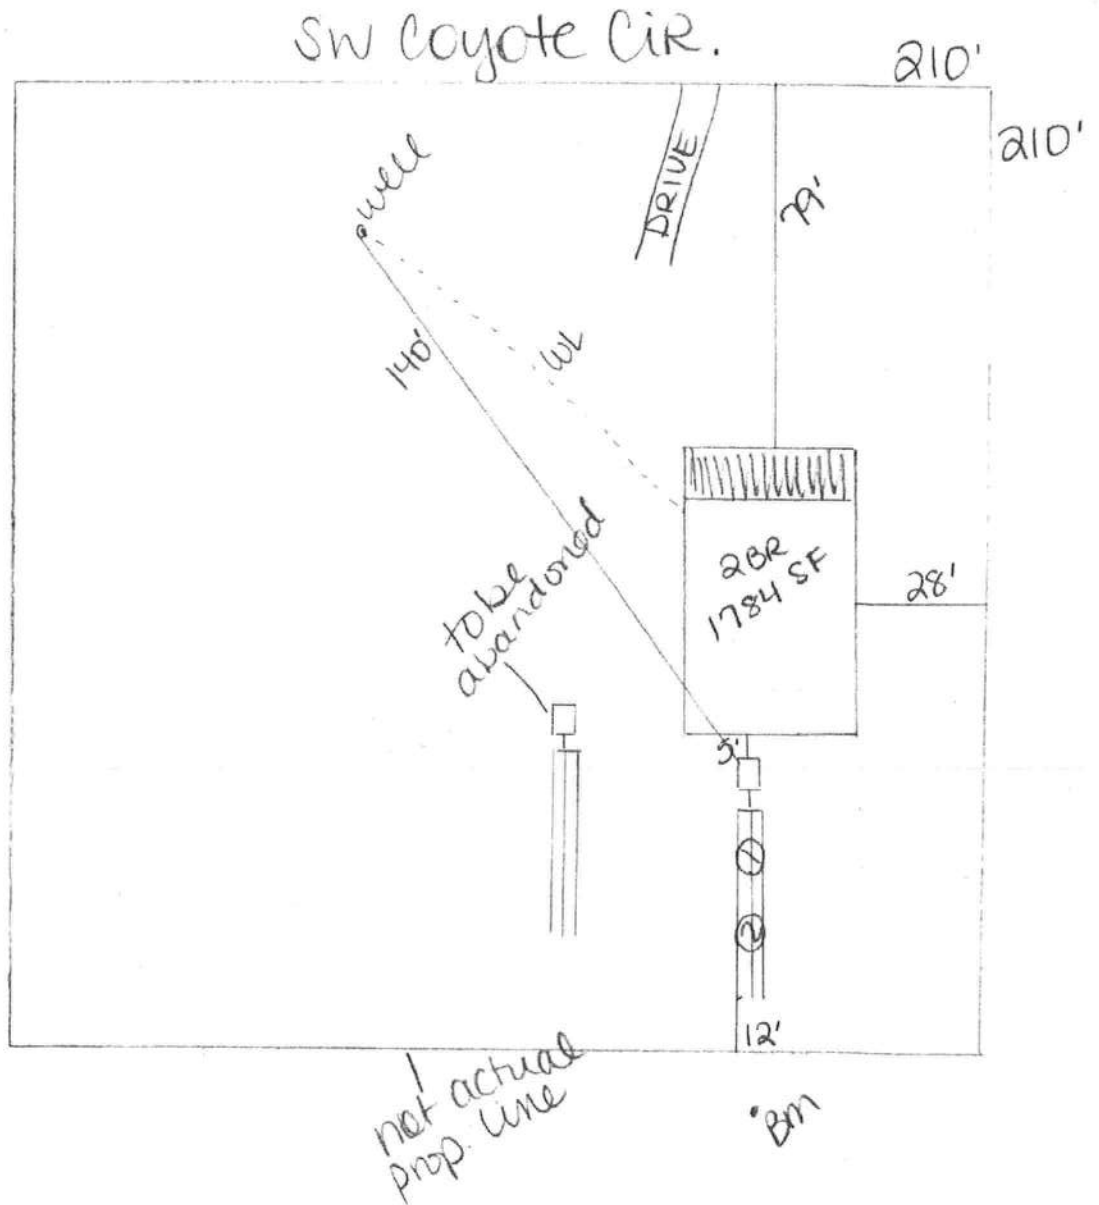 SW Coyote CiR.
210'
210'
well
DRIVE
79'
140'
WL
2BR
1784 SF
28'
to be
abandoned
5'
1
2
12'
not actual
prop. line
BM